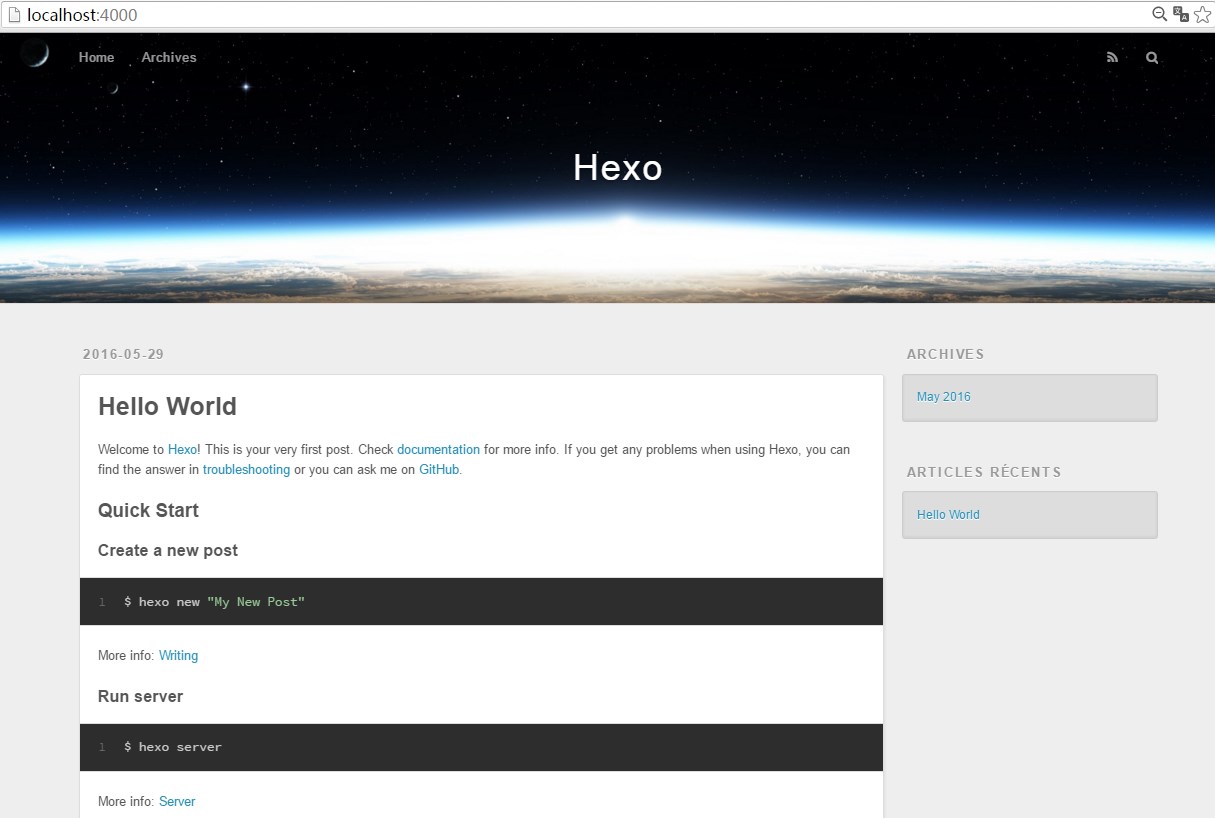 localhost:4000
Home Archives
Hexo
2016-05-29
Hello World
Welcome to Hexo! This is your very first post. Check documentation for more info. If you get any problems when using Hexo, you can
find the answer in troubleshooting or you can ask me on GitHub.
Quick Start
Create a new post
1 $ hexo new "My New Post"
More info: Writing
Run server
1 $ hexo server
More info: Server
ARCHIVES
May 2016
ARTICLES RÉCENTS
Hello World